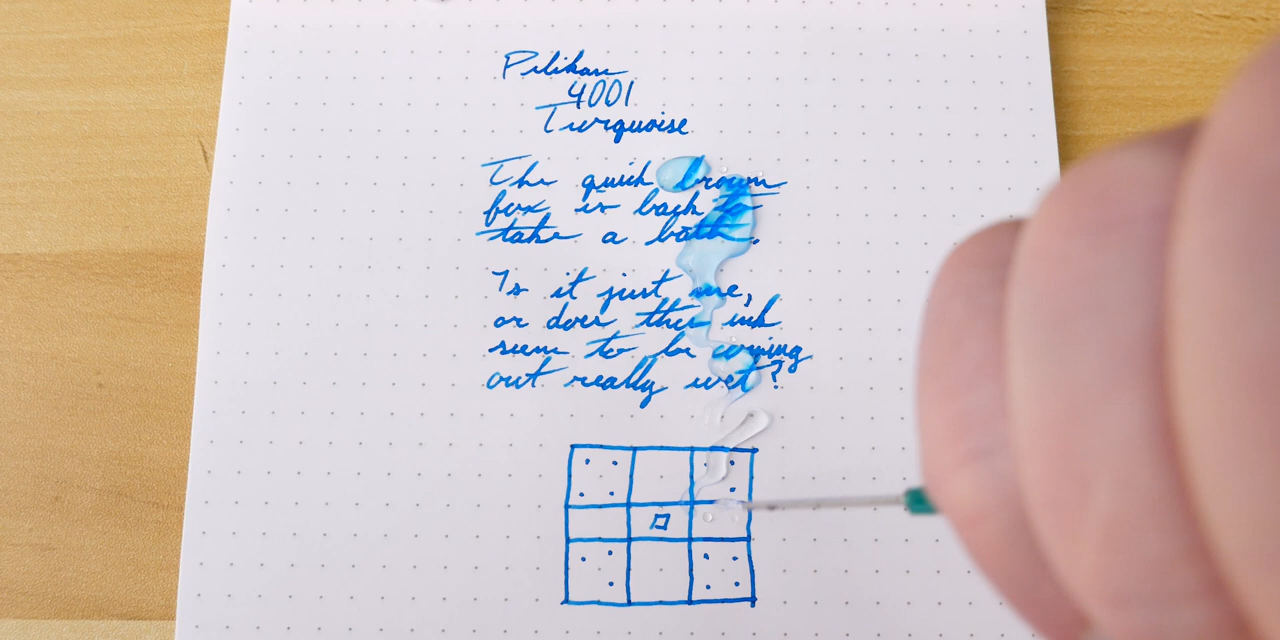 Pilikan
4001
Turquoise
The quick brown
fox is back to
take a bath.
Is it just me,
or does this ink
seem to be coming
out really wet?